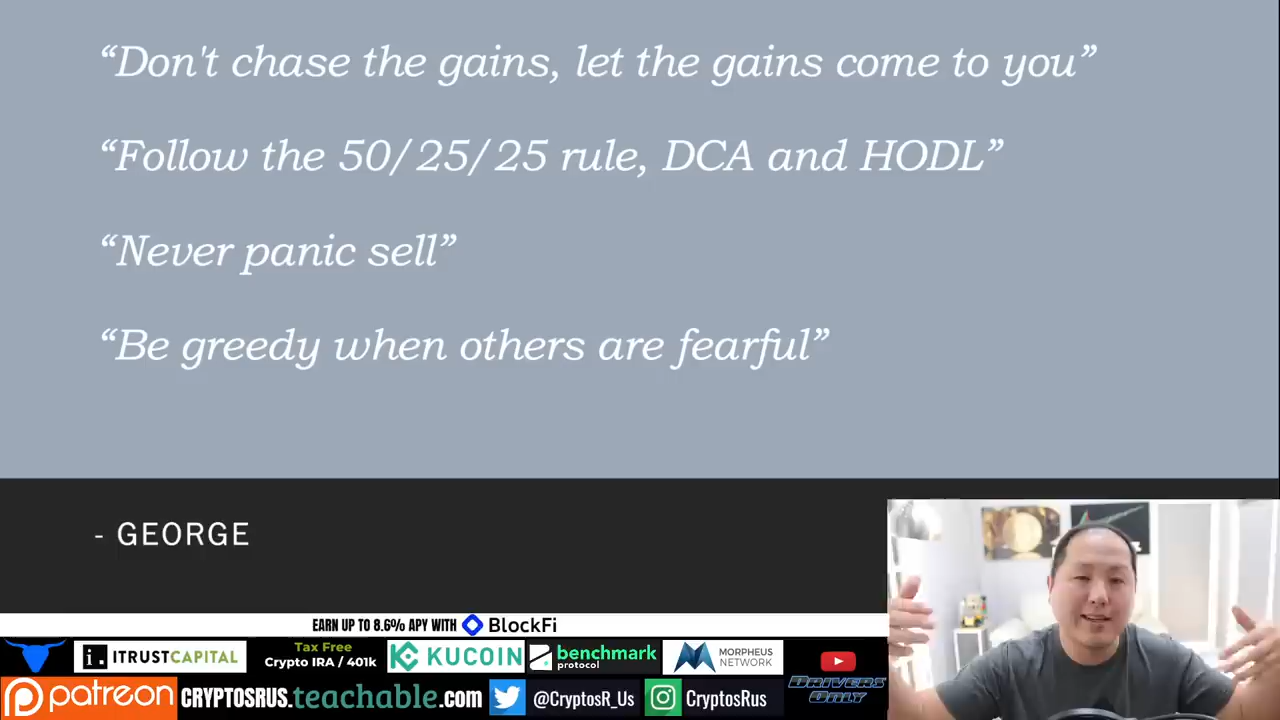 “Don't chase the gains, let the gains come to you”
“Follow the 50/25/25 rule, DCA and HODL”
“Never panic sell”
“Be greedy when others are fearful”
- GEORGE
EARN UP TO 8.6% APY WITH BlockFi
i. ITRUSTCAPITAL
Tax Free
Crypto IRA / 401k
KUCOIN
benchmark
protocol
MORPHEUS
NETWORK
patreon
CRYPTOSRUS.teachable.com
@CryptosR_Us
CryptosRus
DRIVERS
ONLY